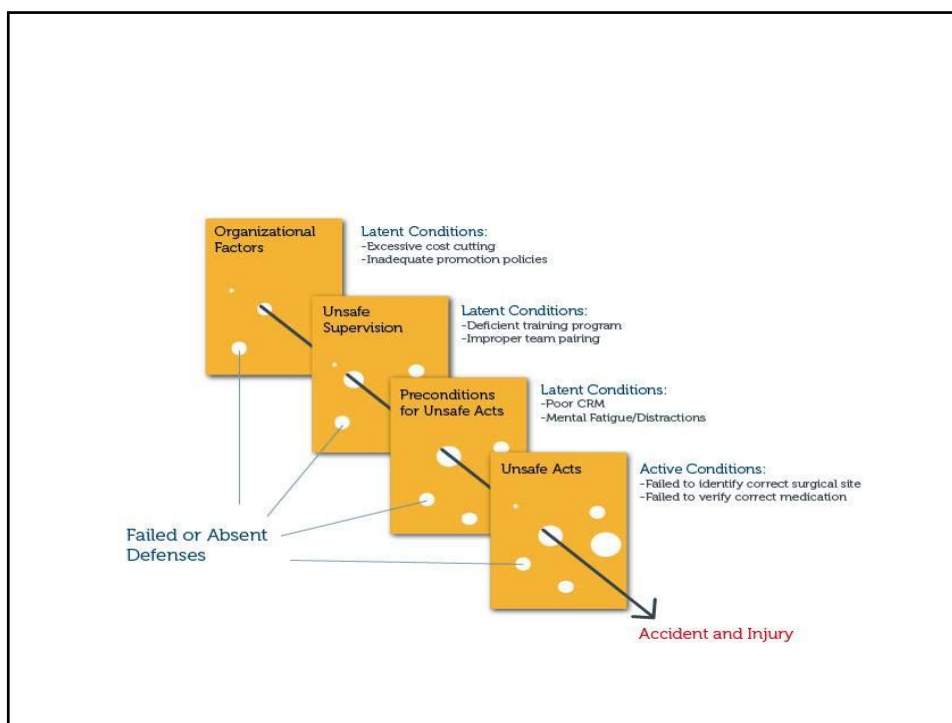 Organizational
Factors
Latent Conditions:
-Excessive cost cutting
-Inadequate promotion policies
Unsafe
Supervision
Latent Conditions:
-Deficient training program
-Improper team pairing
Preconditions
for Unsafe Acts
Latent Conditions:
-Poor CRM
-Mental Fatigue/Distractions
Unsafe Acts
Active Conditions:
-Failed to identify correct surgical site
-Failed to verify correct medication
Failed or Absent
Defenses
Accident and Injury